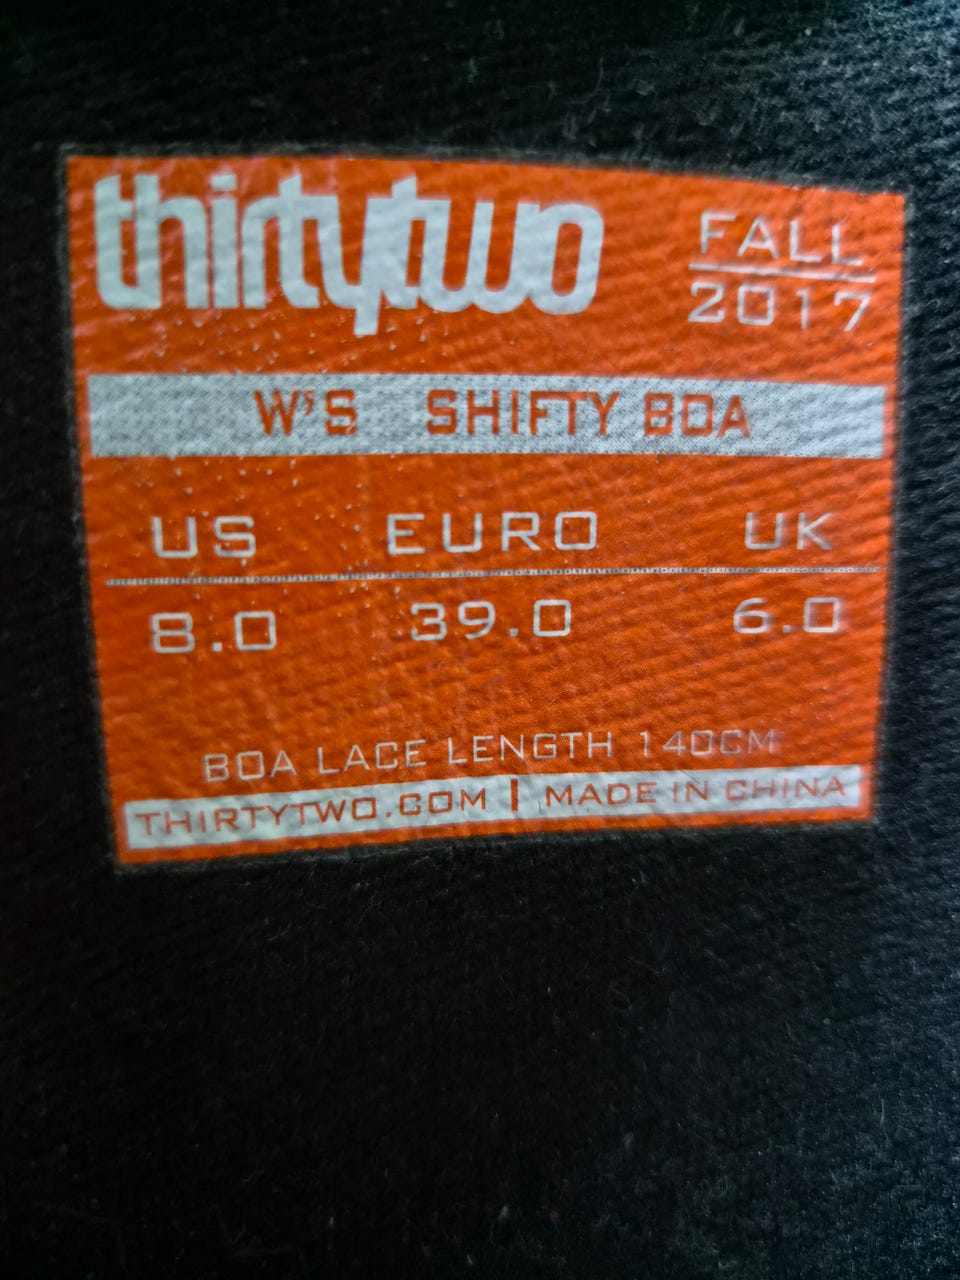 thirtytwo
FALL
2017
W'S SHIFTY BOA
US EURO UK
8.0 39.0 6.0
BOA LACE LENGTH 140CM
THIRTYTWO.COM | MADE IN CHINA